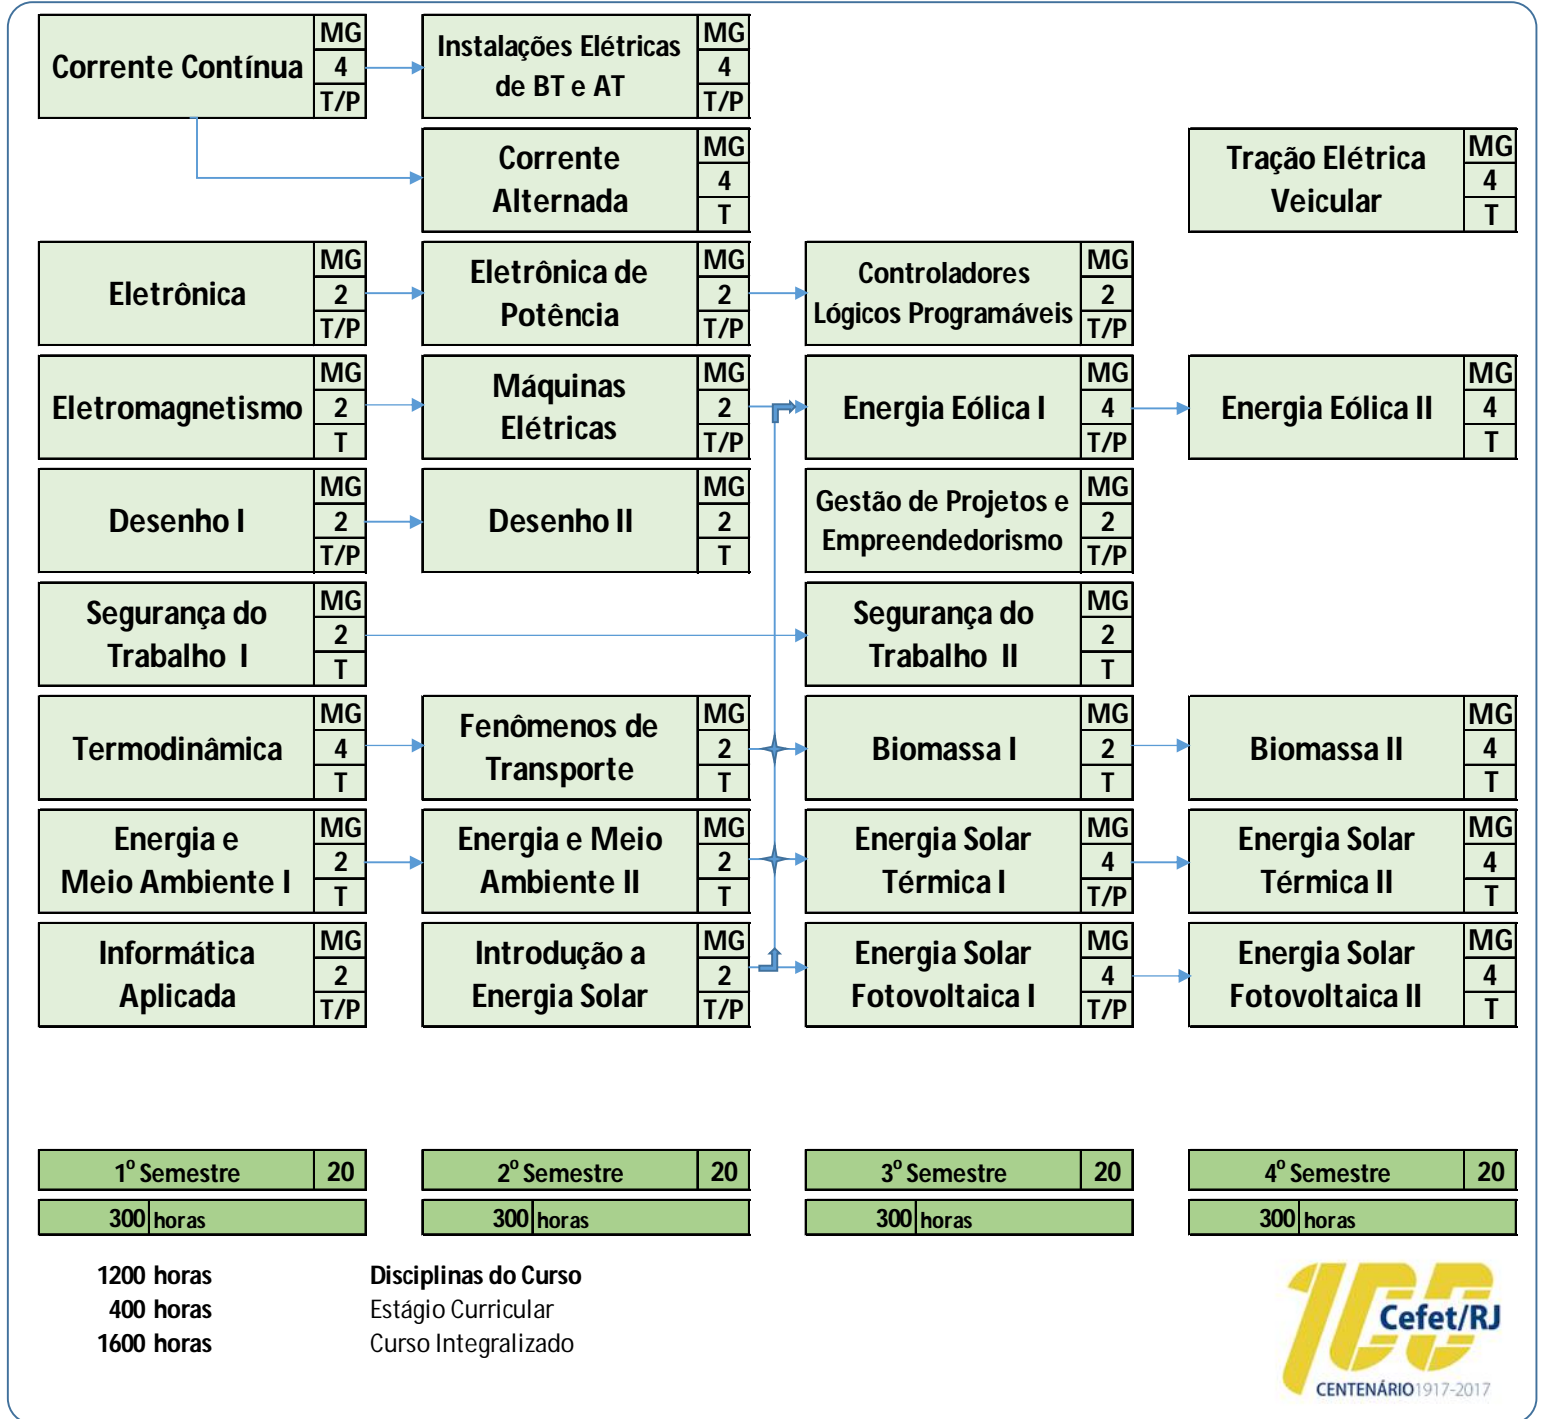 Corrente Contínua
MG
4
T/P
Instalações Elétricas
de BT e AT
MG
4
T/P
Corrente
Alternada
MG
4
T
Tração Elétrica
Veicular
MG
4
T
Eletrônica
MG
2
T/P
Eletrônica de
Potência
MG
2
T/P
Controladores
Lógicos Programáveis
MG
2
T/P
Eletromagnetismo
MG
2
T
Máquinas
Elétricas
MG
2
T/P
Energia Eólica I
MG
4
T/P
Energia Eólica II
MG
4
T
Desenho I
MG
2
T/P
Desenho II
MG
2
T
Gestão de Projetos e
Empreendedorismo
MG
2
T/P
Segurança do
Trabalho I
MG
2
T
Segurança do
Trabalho II
MG
2
T
Termodinâmica
MG
4
T
Fenômenos de
Transporte
MG
2
T
Biomassa I
MG
2
T
Biomassa II
MG
4
T
Energia e
Meio Ambiente I
MG
2
T
Energia e Meio
Ambiente II
MG
2
T
Energia Solar
Térmica I
MG
4
T/P
Energia Solar
Térmica II
MG
4
T
Informática
Aplicada
MG
2
T/P
Introdução a
Energia Solar
MG
2
T/P
Energia Solar
Fotovoltaica I
MG
4
T/P
Energia Solar
Fotovoltaica II
MG
4
T
1º Semestre 20
2º Semestre 20
3º Semestre 20
4º Semestre 20
300 horas
300 horas
300 horas
300 horas
1200 horas Disciplinas do Curso
400 horas Estágio Curricular
1600 horas Curso Integralizado
100
Cefet/RJ
CENTENÁRIO 1917-2017